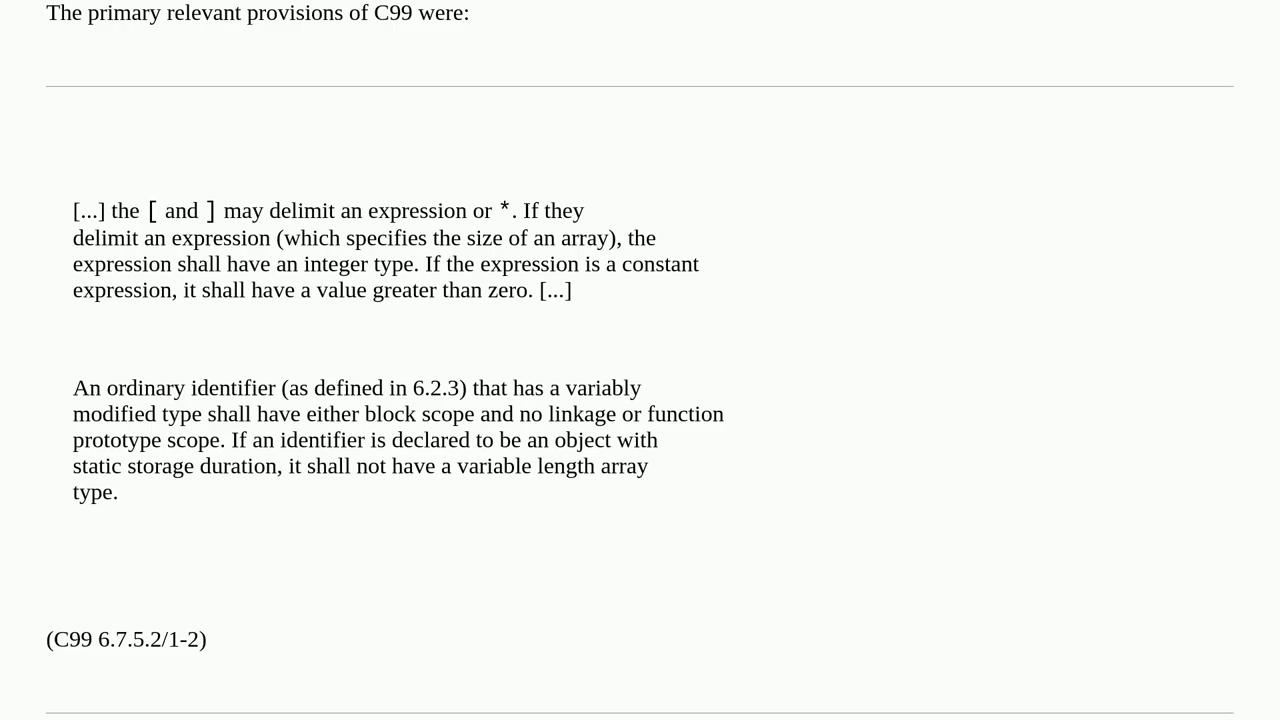 The primary relevant provisions of C99 were:
[...] the [ and ] may delimit an expression or *. If they
delimit an expression (which specifies the size of an array), the
expression shall have an integer type. If the expression is a constant
expression, it shall have a value greater than zero. [...]
An ordinary identifier (as defined in 6.2.3) that has a variably
modified type shall have either block scope and no linkage or function
prototype scope. If an identifier is declared to be an object with
static storage duration, it shall not have a variable length array
type.
(C99 6.7.5.2/1-2)